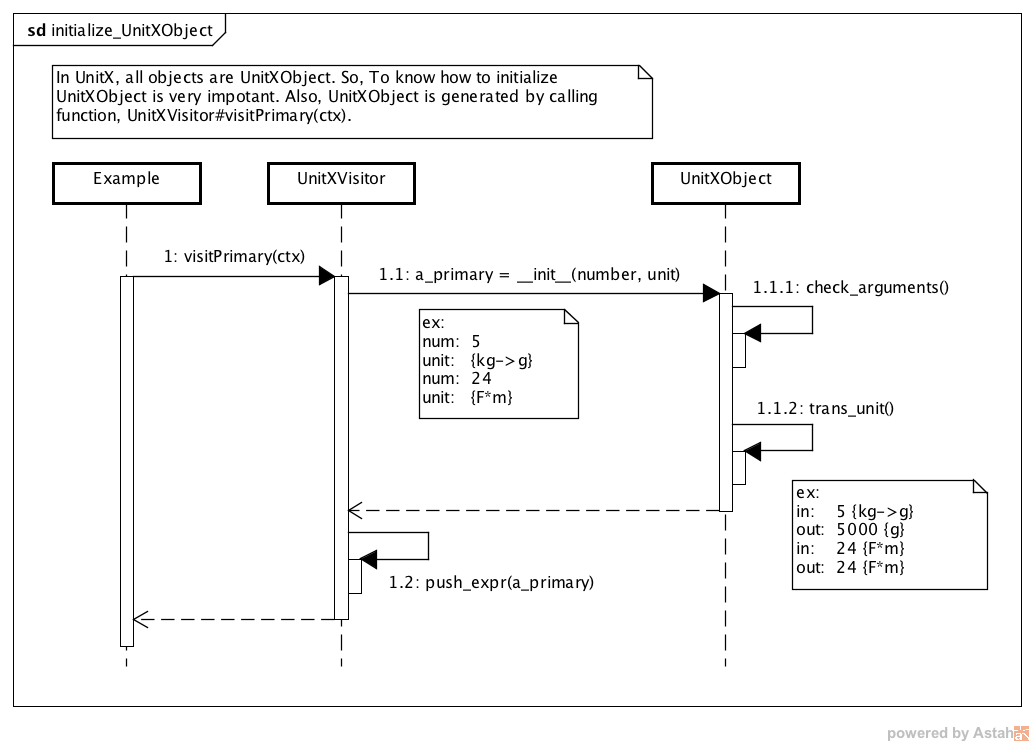 sd initialize_UnitXObject
In UnitX, all objects are UnitXObject. So, To know how to initialize
UnitXObject is very impotant. Also, UnitXObject is generated by calling
function, UnitXVisitor#visitPrimary(ctx).
Example
UnitXVisitor
UnitXObject
1: visitPrimary(ctx)
1.1: a_primary = __init__(number, unit)
1.1.1: check_arguments()
ex:
num: 5
unit: {kg->g}
num: 24
unit: {F*m}
1.1.2: trans_unit()
ex:
in: 5 {kg->g}
out: 5000 {g}
in: 24 {F*m}
out: 24 {F*m}
1.2: push_expr(a_primary)
powered by Astah